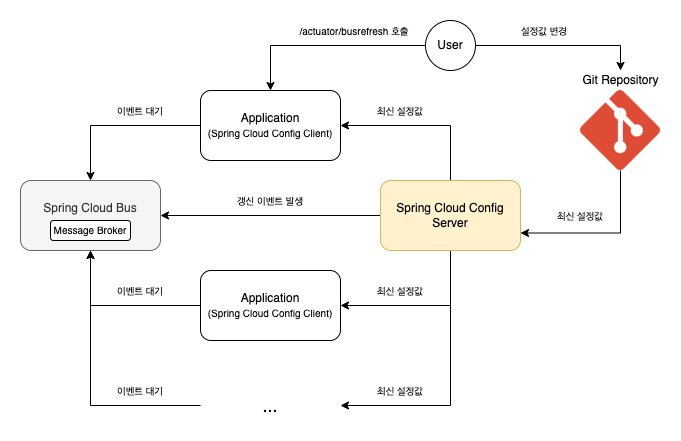 /actuator/busrefresh 호출
User
설정값 변경
Git Repository
이벤트 대기
Application
(Spring Cloud Config Client)
최신 설정값
Spring Cloud Bus
Message Broker
갱신 이벤트 발생
Spring Cloud Config
Server
최신 설정값
이벤트 대기
Application
(Spring Cloud Config Client)
최신 설정값
이벤트 대기
...
최신 설정값